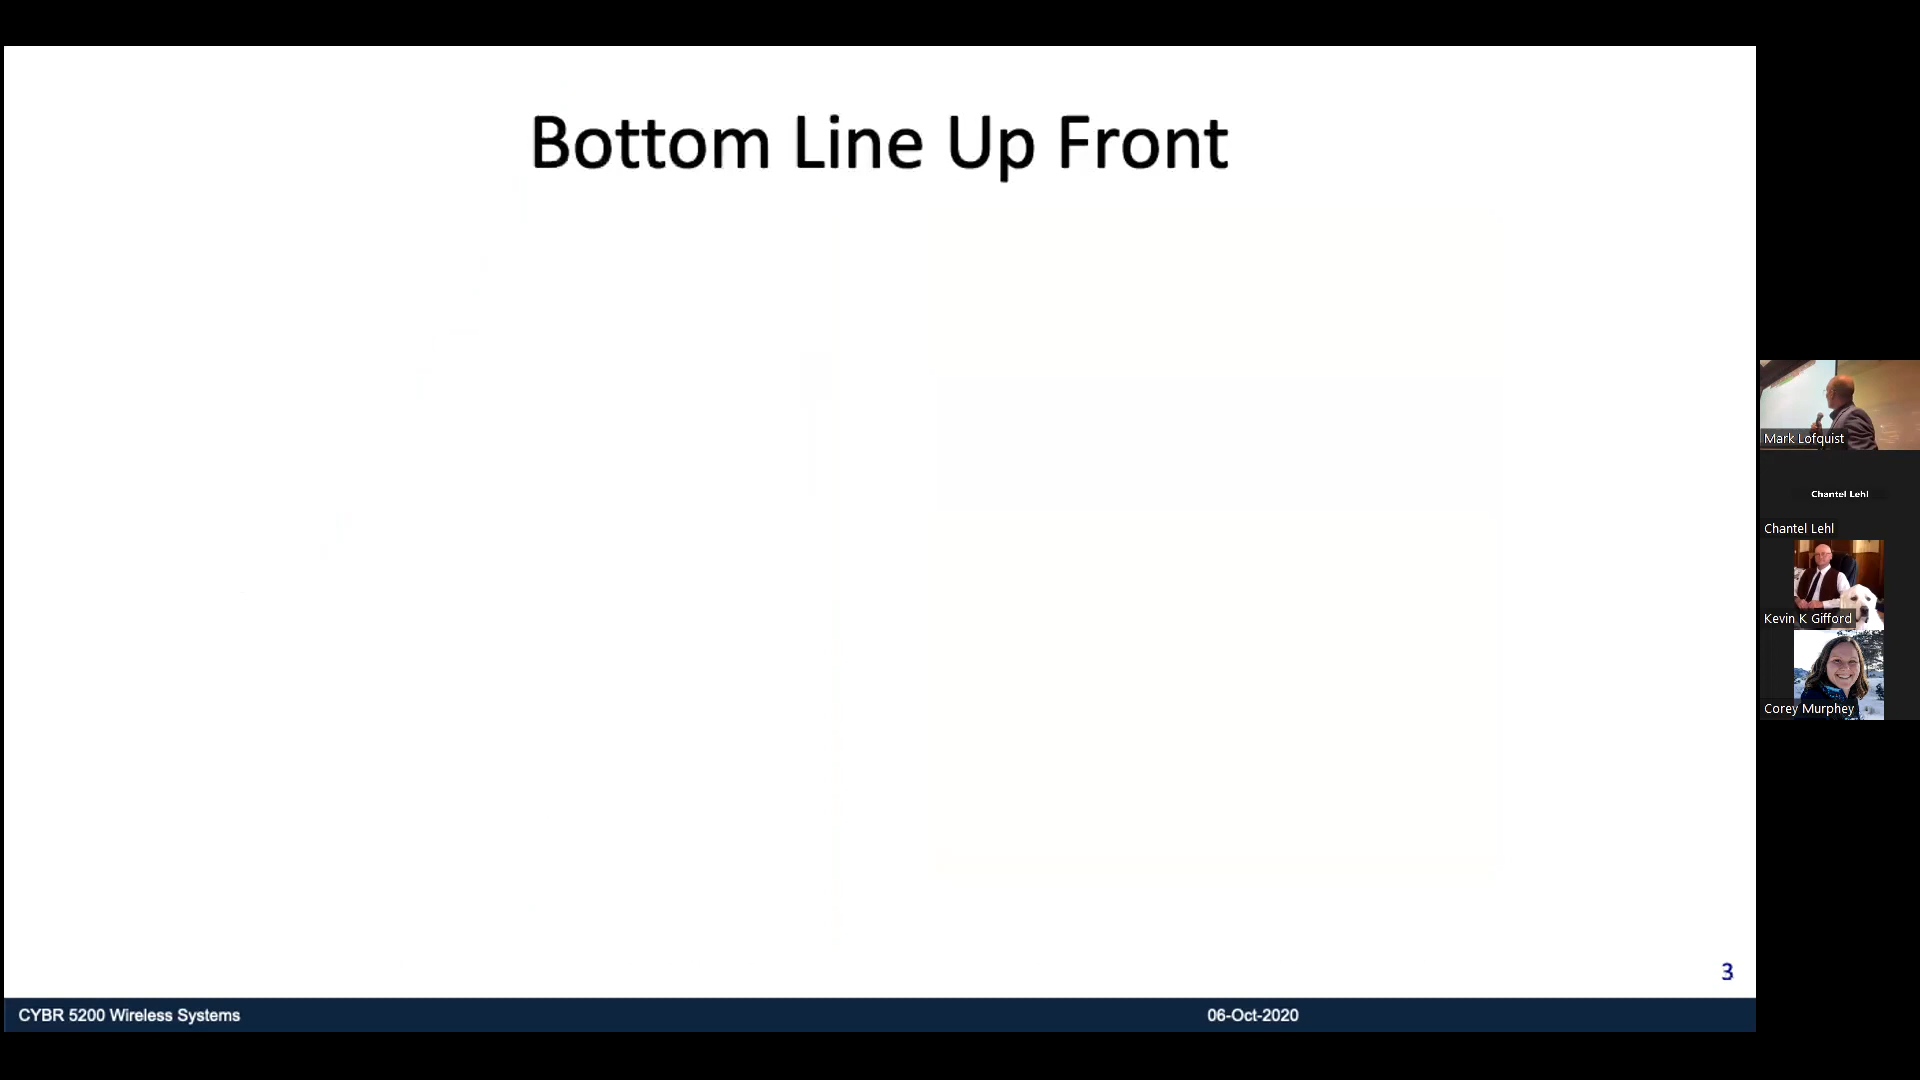 Bottom Line Up Front
Mark Lofquist
Chantel Lehl
Chantel Lehl
Kevin K Gifford
Corey Murphey
3
CYBR 5200 Wireless Systems
06-Oct-2020